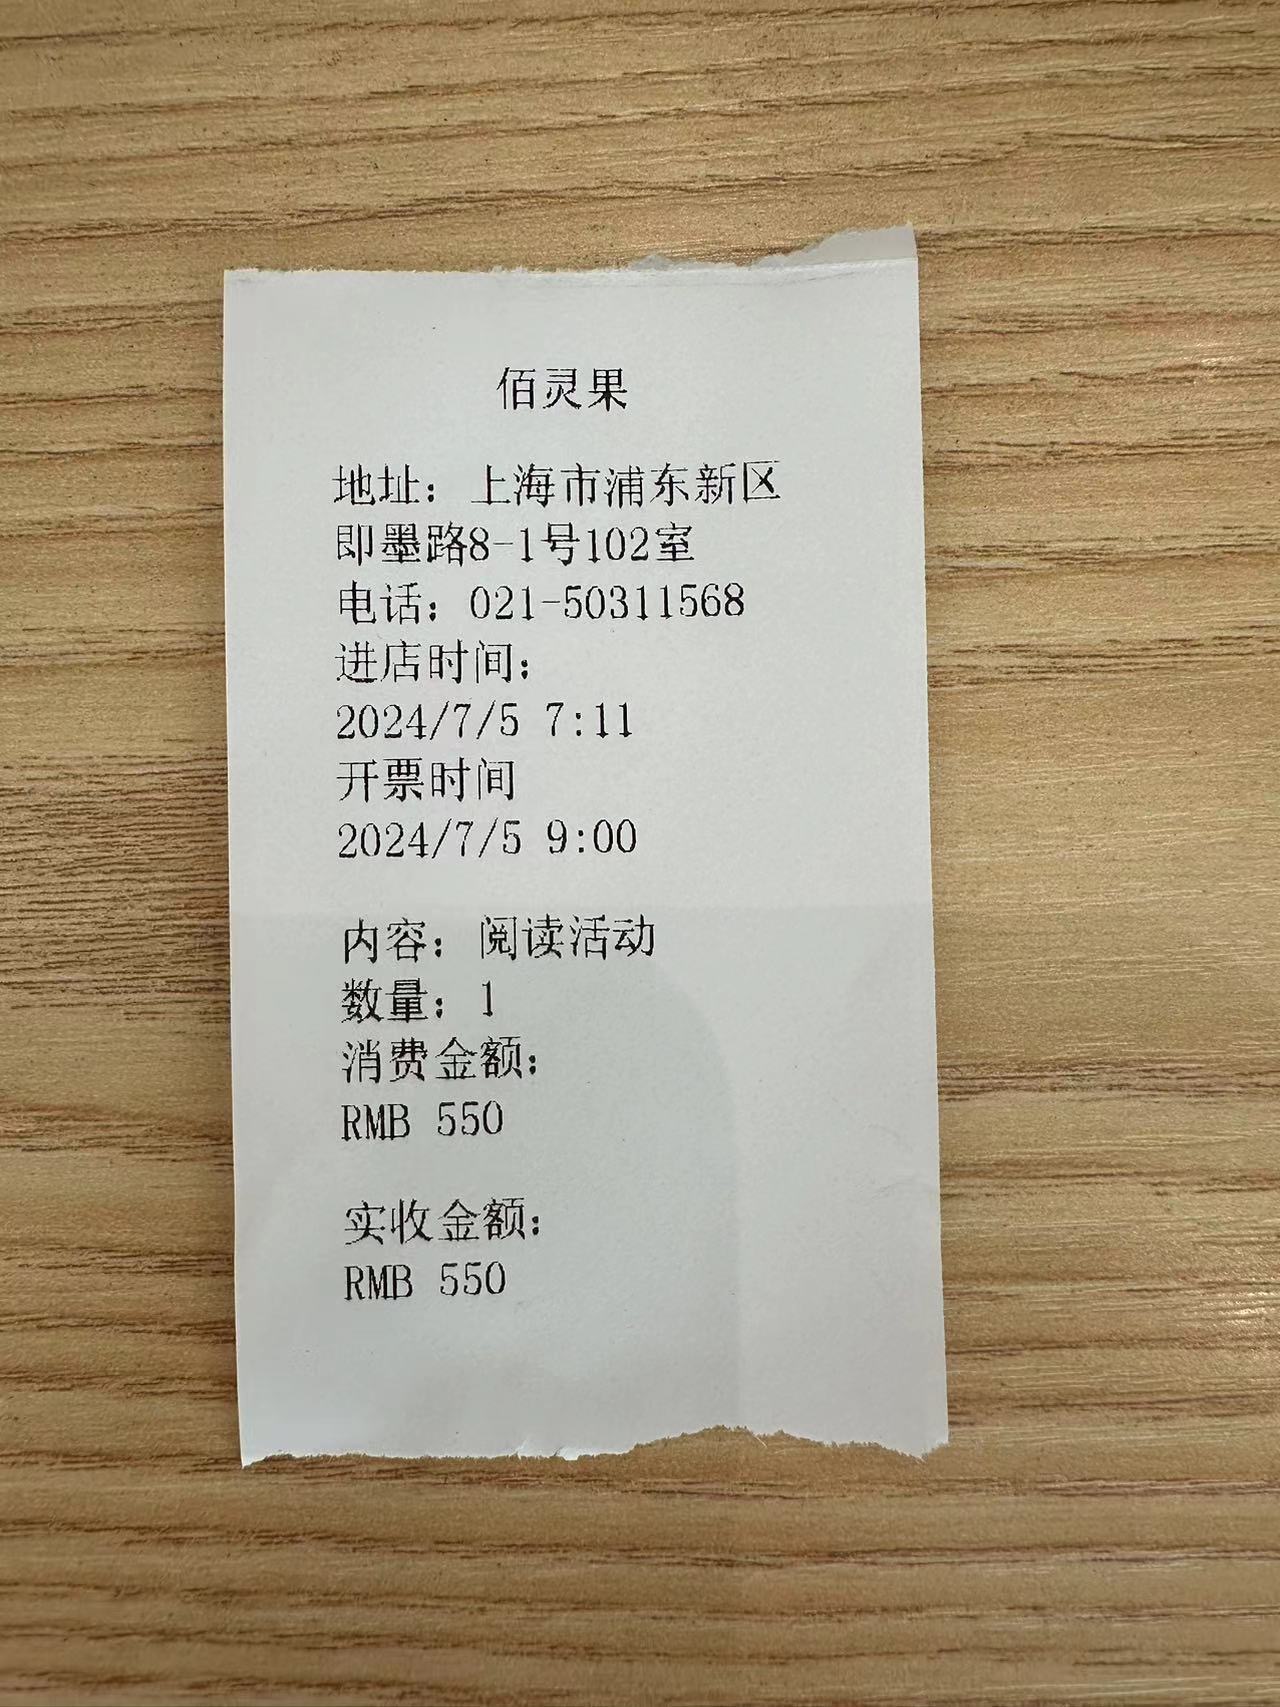 佰灵果
地址：上海市浦东新区
即墨路8-1号102室
电话：021-50311568
进店时间：
2024/7/5 7:11
开票时间
2024/7/5 9:00
内容：阅读活动
数量：1
消费金额：
RMB 550
实收金额：
RMB 550